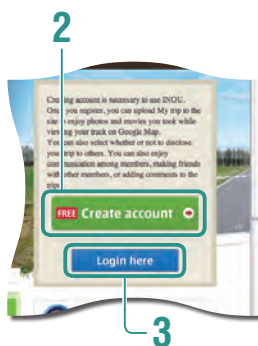 2
Creating account is necessary to use INOU.
Once you register, you can upload My trip to the
site to enjoy photos and movies you took while
viewing your track on Google Map.
You can also select whether or not to disclose
your trip to others. You can also enjoy
communication among members, making friends
with other members, or adding comments to the
trips.
FREE Create account
Login here
3